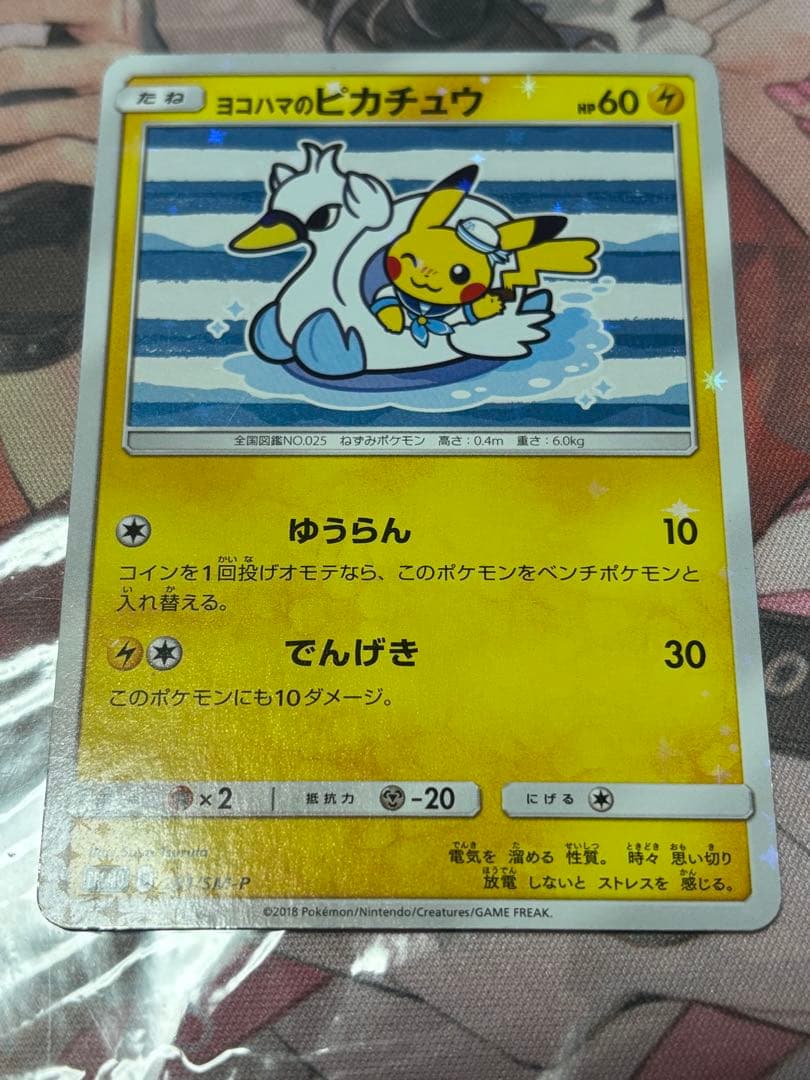 たね ヨコハマのピカチュウ HP60
全国図鑑NO.025 ねずみポケモン 高さ:0.4m 重さ:6.0kg
ゆうらん 10
コインを1回投げオモテなら、このポケモンをベンチポケモンと
入れ替える。
でんげき 30
このポケモンにも10ダメージ。
×2 抵抗力 -20 にげる
電気を 溜める 性質。 時々 思い切り
放電 しないと ストレスを 感じる。
SM-P
©2018 Pokémon/Nintendo/Creatures/GAME FREAK.